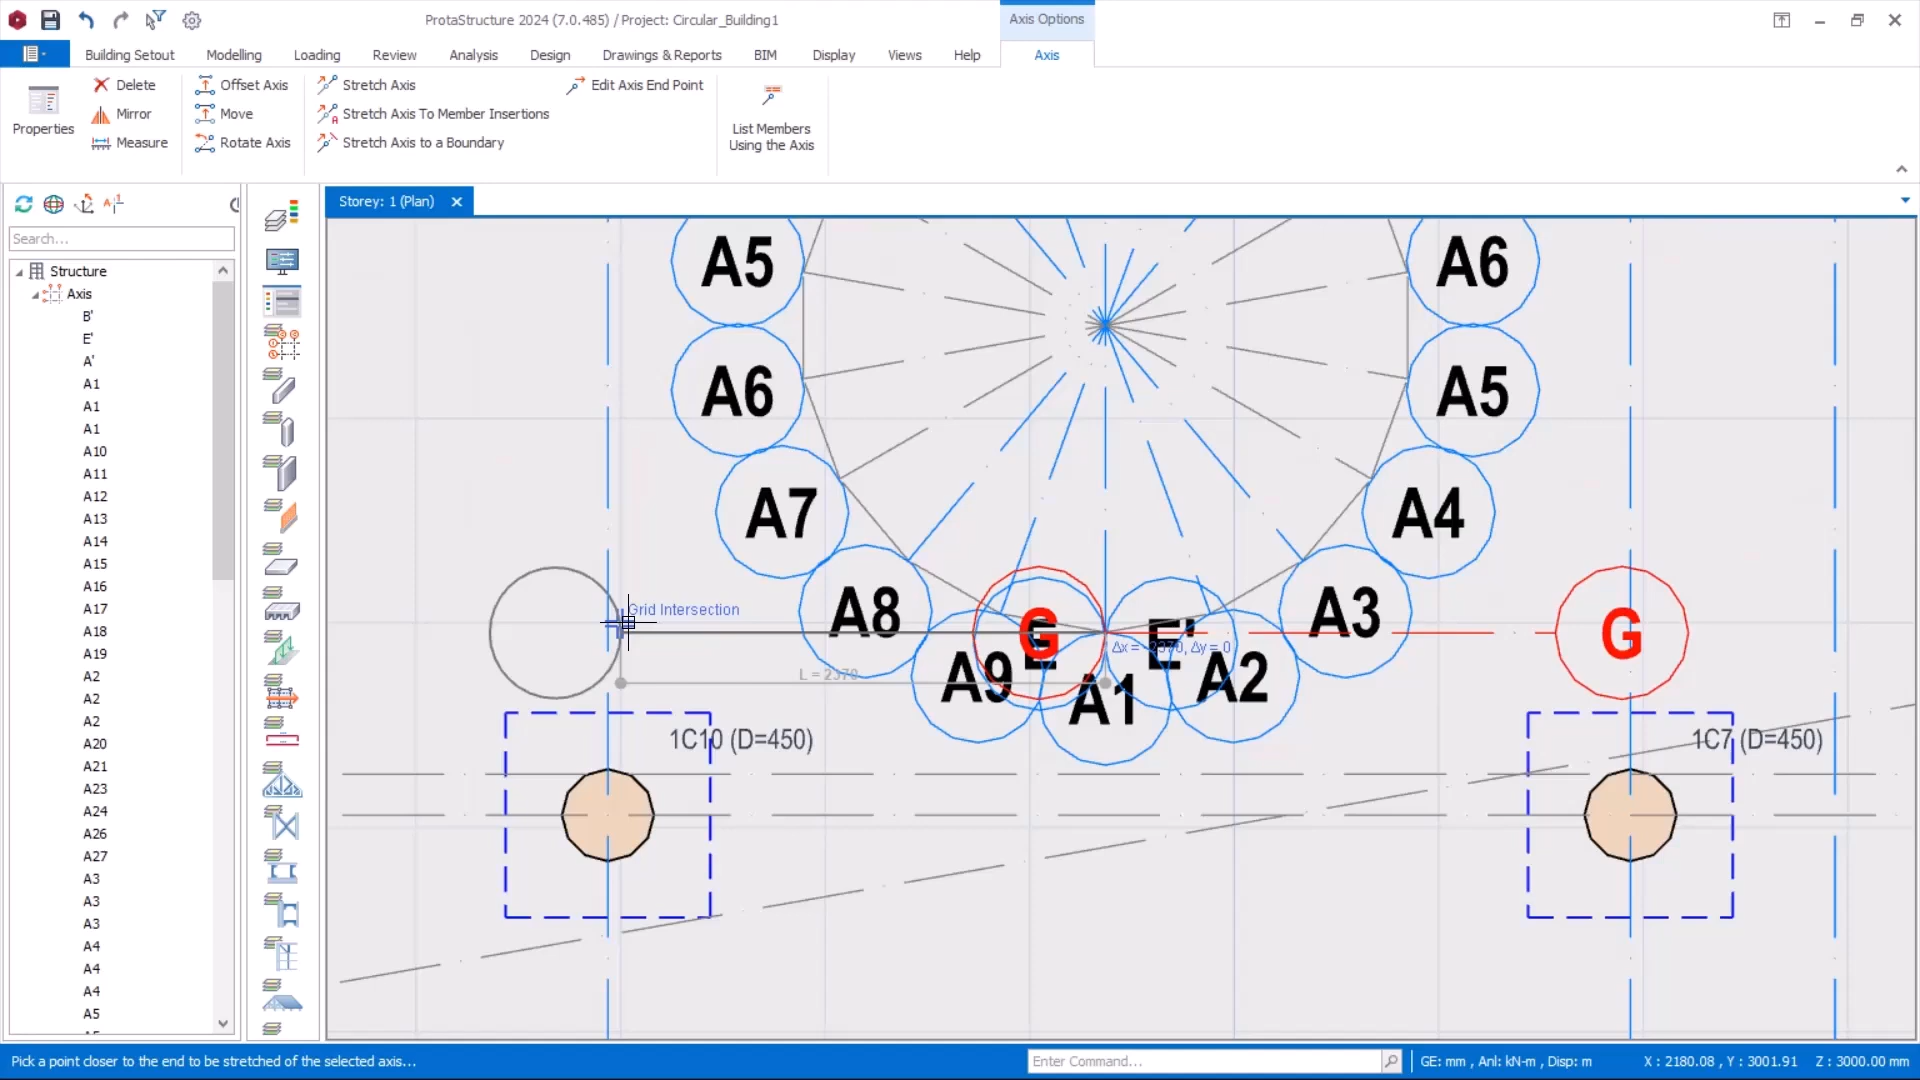 ProtaStructure 2024 (7.0.485) / Project: Circular_Building1
Axis Options
Building Setout
Modelling
Loading
Review
Analysis
Design
Drawings & Reports
BIM
Display
Views
Help
Axis
Properties
Delete
Mirror
Measure
Offset Axis
Move
Rotate Axis
Stretch Axis
Stretch Axis To Member Insertions
Stretch Axis to a Boundary
Edit Axis End Point
List Members
Using the Axis
Storey: 1 (Plan)
Search...
Structure
Axis
B'
E'
A'
A1
A1
A1
A10
A11
A12
A13
A14
A15
A16
A17
A18
A19
A2
A2
A2
A20
A21
A23
A24
A26
A27
A3
A3
A3
A4
A4
A4
A5
A5
A6
A6
A5
A7
A4
Grid Intersection
A8
G
E
E'
A3
G
Δx = -2370, Δy = 0
L = 2370
A9
A1
A2
1C10 (D=450)
1C7 (D=450)
Pick a point closer to the end to be stretched of the selected axis...
Enter Command...
GE: mm , Anl: kN-m , Disp: m
X : 2180.08 , Y : 3001.91
Z : 3000.00 mm